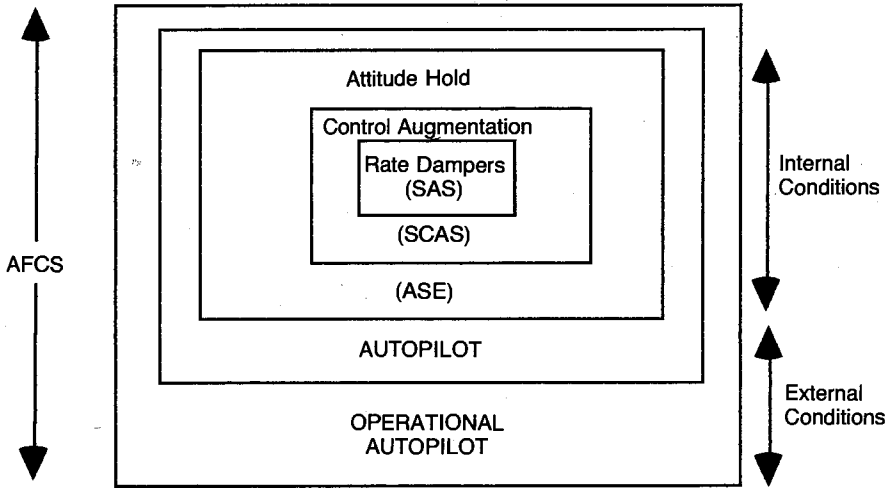 Attitude Hold
Control Augmentation
Rate Dampers
(SAS)
(SCAS)
(ASE)
AUTOPILOT
OPERATIONAL
AUTOPILOT
AFCS
Internal
Conditions
External
Conditions